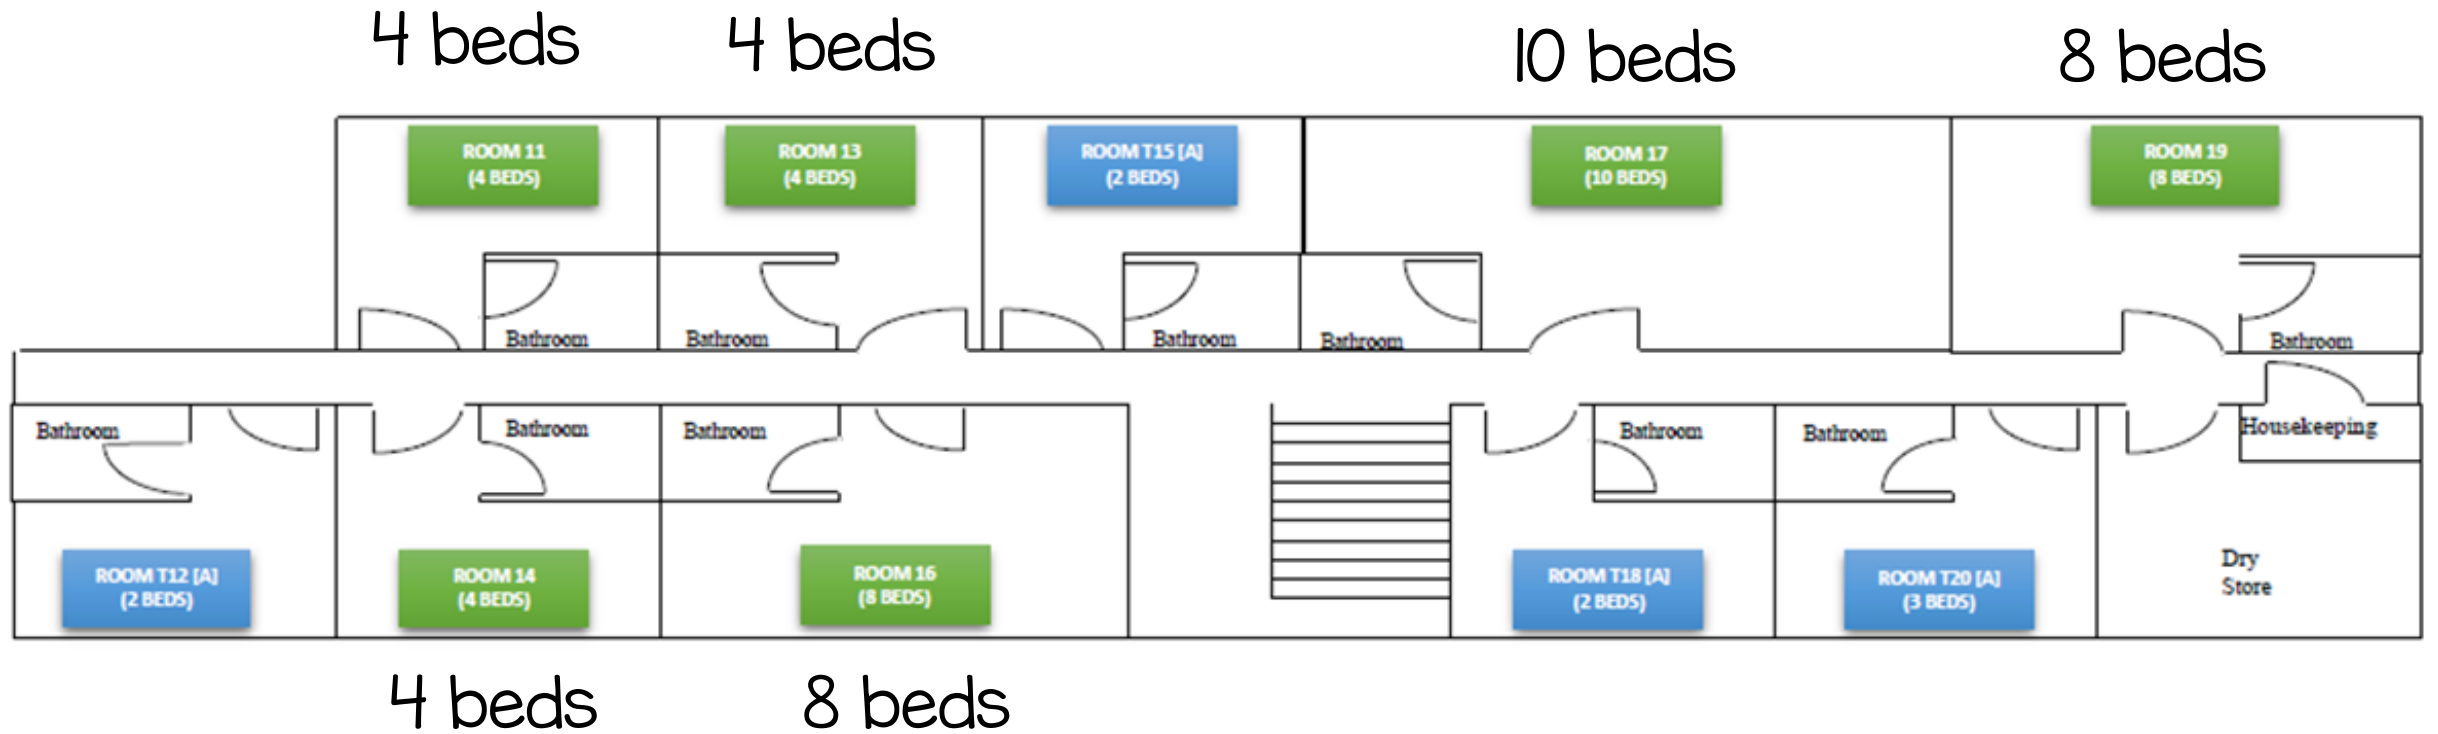 4 beds
4 beds
10 beds
8 beds
ROOM 11
(4 BEDS)
ROOM 13
(4 BEDS)
ROOM T15 [A]
(2 BEDS)
ROOM 17
(10 BEDS)
ROOM 19
(8 BEDS)
Bathroom
Bathroom
Bathroom
Bathroom
Bathroom
Bathroom
Bathroom
Bathroom
Bathroom
Bathroom
Housekeeping
ROOM T12 [A]
(2 BEDS)
ROOM 14
(4 BEDS)
ROOM 16
(8 BEDS)
ROOM T18 [A]
(2 BEDS)
ROOM T20 [A]
(3 BEDS)
Dry
Store
4 beds
8 beds